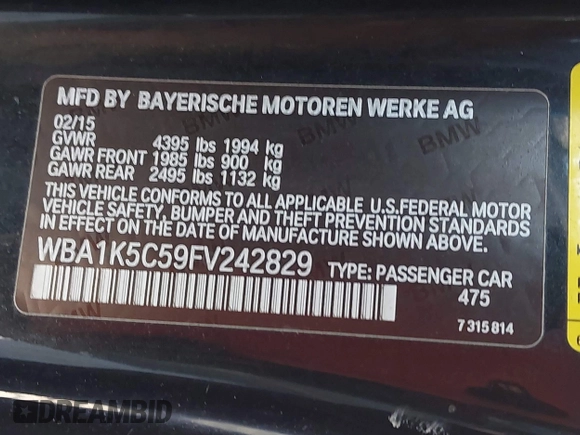 MFD BY BAYERISCHE MOTOREN WERKE AG
02/15
GVWR 4395 lbs 1994 kg
GAWR FRONT 1985 lbs 900 kg
GAWR REAR 2495 lbs 1132 kg
THIS VEHICLE CONFORMS TO ALL APPLICABLE U.S.FEDERAL MOTOR
VEHICLE SAFETY, BUMPER AND THEFT PREVENTION STANDARDS
IN EFFECT ON THE DATE OF MANUFACTURE SHOWN ABOVE.
WBA1K5C59FV242829 TYPE: PASSENGER CAR
475
7 315 814
BMW
BMW
DREAMBID